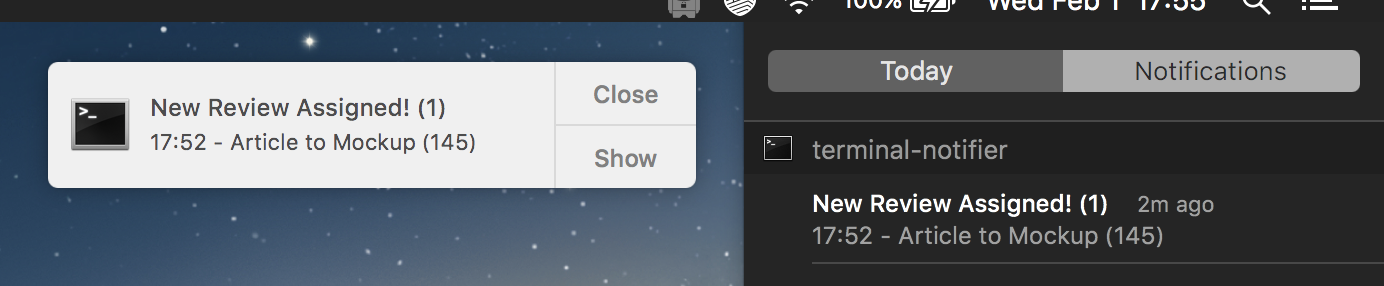 100%
Wed Feb 1 17:55
New Review Assigned! (1)
17:52 - Article to Mockup (145)
Close
Show
Today
Notifications
>_
terminal-notifier
New Review Assigned! (1) 2m ago
17:52 - Article to Mockup (145)